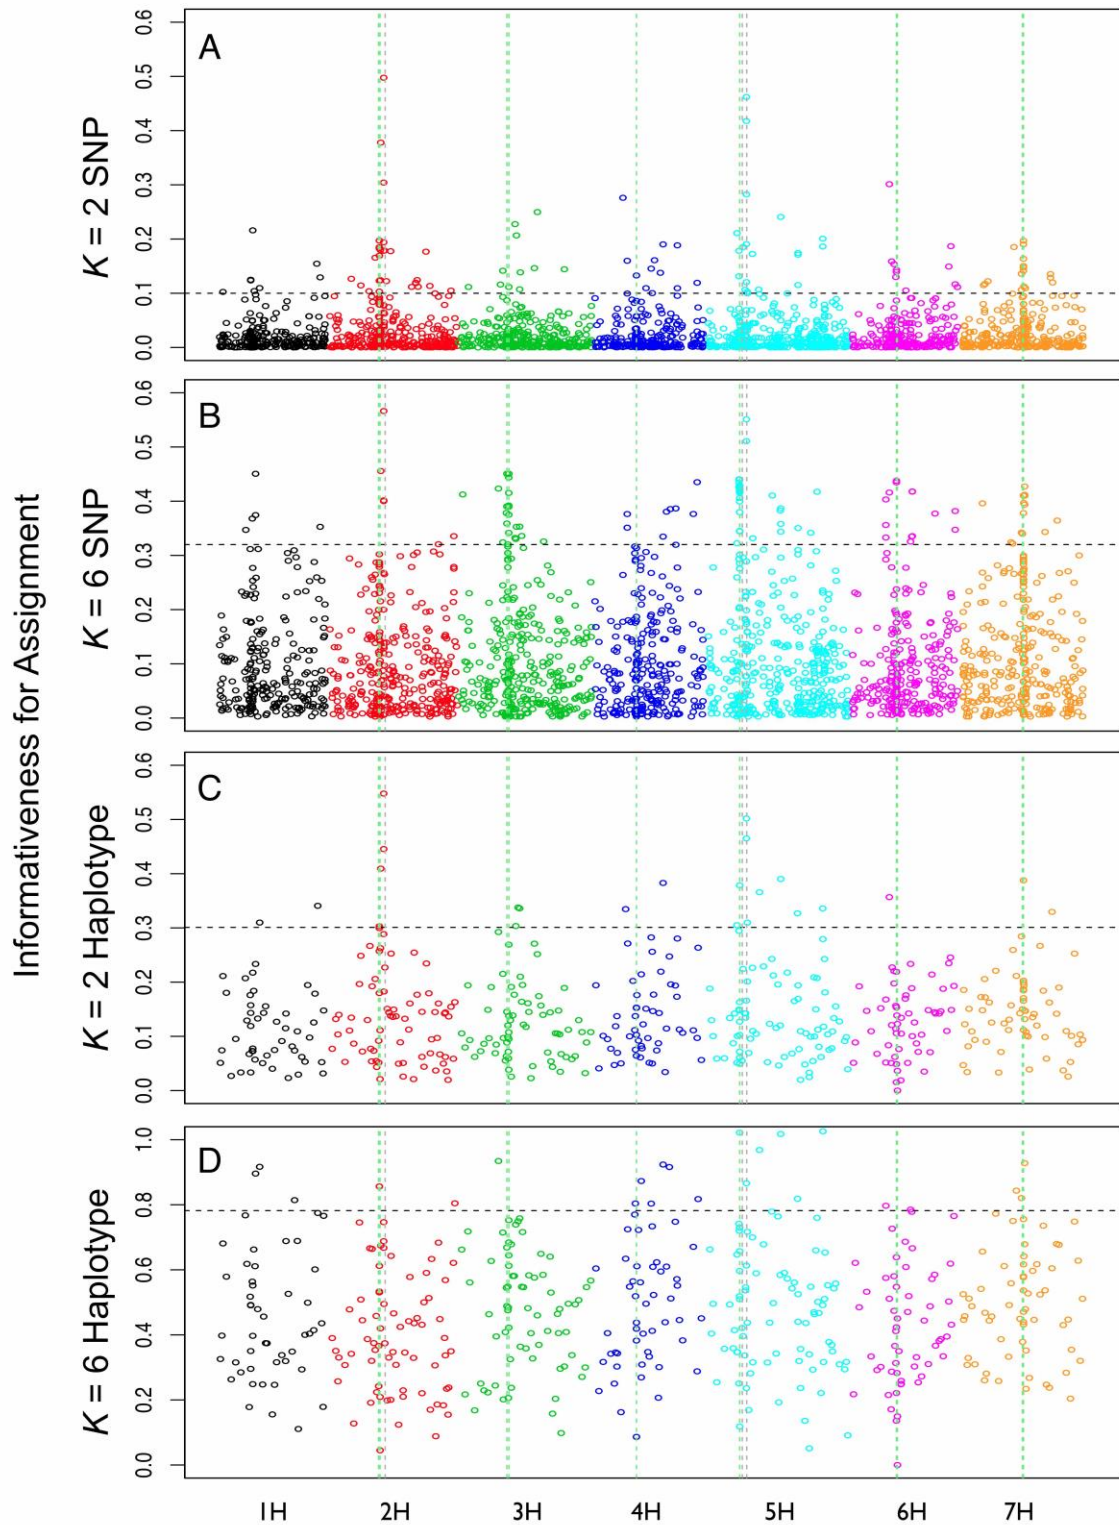 Informativeness for Assignment
K = 2 SNP
A
0.6
0.5
0.4
0.3
0.2
0.1
0.0
K = 6 SNP
B
0.6
0.5
0.4
0.3
0.2
0.1
0.0
K = 2 Haplotype
C
0.6
0.5
0.4
0.3
0.2
0.1
0.0
K = 6 Haplotype
D
1.0
0.8
0.6
0.4
0.2
0.0
1H 2H 3H 4H 5H 6H 7H